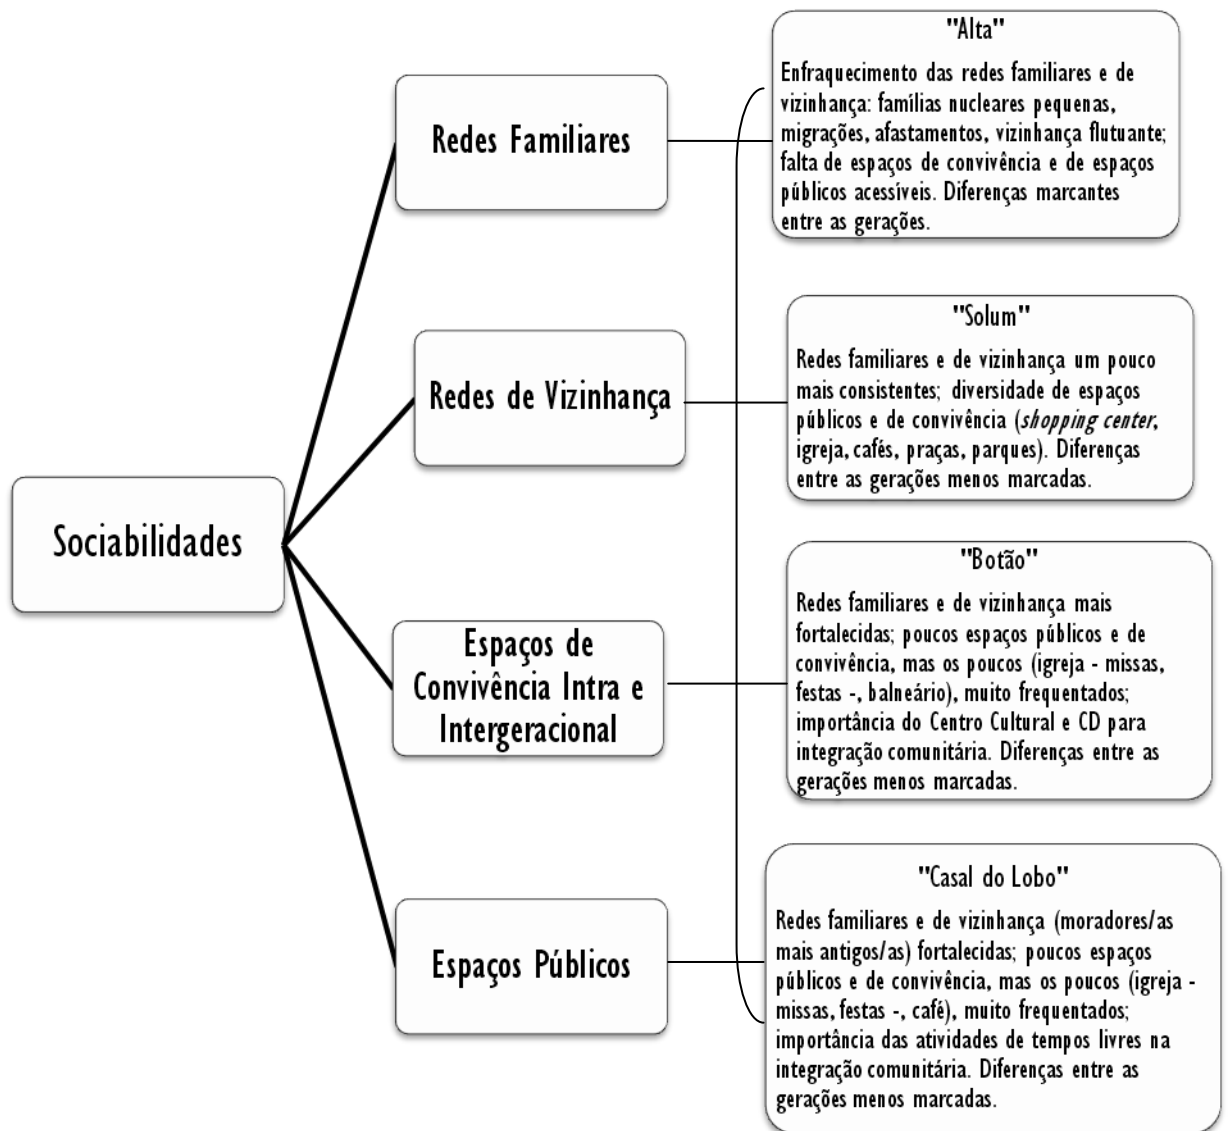 Sociabilidades
Redes Familiares
Redes de Vizinhança
Espaços de
Convivência Intra e
Intergeracional
Espaços Públicos
"Alta"
Enfraquecimento das redes familiares e de
vizinhança: famílias nucleares pequenas,
migrações, afastamentos, vizinhança flutuante;
falta de espaços de convivência e de espaços
públicos acessíveis. Diferenças marcantes
entre as gerações.
"Solum"
Redes familiares e de vizinhança um pouco
mais consistentes; diversidade de espaços
públicos e de convivência (shopping center,
igreja, cafés, praças, parques). Diferenças
entre as gerações menos marcadas.
"Botão"
Redes familiares e de vizinhança mais
fortalecidas; poucos espaços públicos e de
convivência, mas os poucos (igreja - missas,
festas -, balneário), muito frequentados;
importância do Centro Cultural e CD para
integração comunitária. Diferenças entre as
gerações menos marcadas.
"Casal do Lobo"
Redes familiares e de vizinhança (moradores/as
mais antigos/as) fortalecidas; poucos espaços
públicos e de convivência, mas os poucos (igreja -
missas, festas -, café), muito frequentados;
importância das atividades de tempos livres na
integração comunitária. Diferenças entre as
gerações menos marcadas.